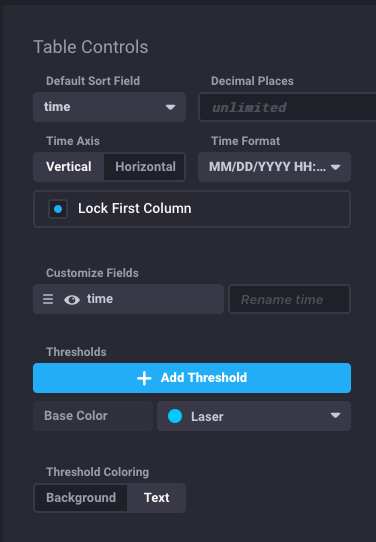 Table Controls
Default Sort Field
Decimal Places
time
unlimited
Time Axis
Time Format
Vertical
Horizontal
MM/DD/YYYY HH:...
Lock First Column
Customize Fields
time
Rename time
Thresholds
Add Threshold
Base Color
Laser
Threshold Coloring
Background
Text